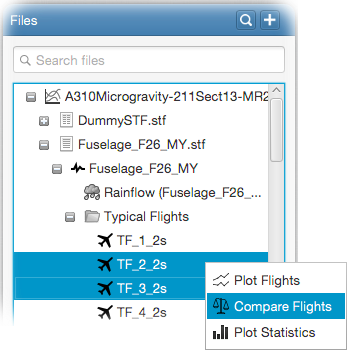 Files
Search files
A310Microgravity-211Sect13-MR2
DummySTF.stf
Fuselage_F26_MY.stf
Fuselage_F26_MY
Rainflow (Fuselage_26_...
Typical Flights
TF_1_2s
TF_2_2s
TF_3_2s
TF_4_2s
Plot Flights
Compare Flights
Plot Statistics